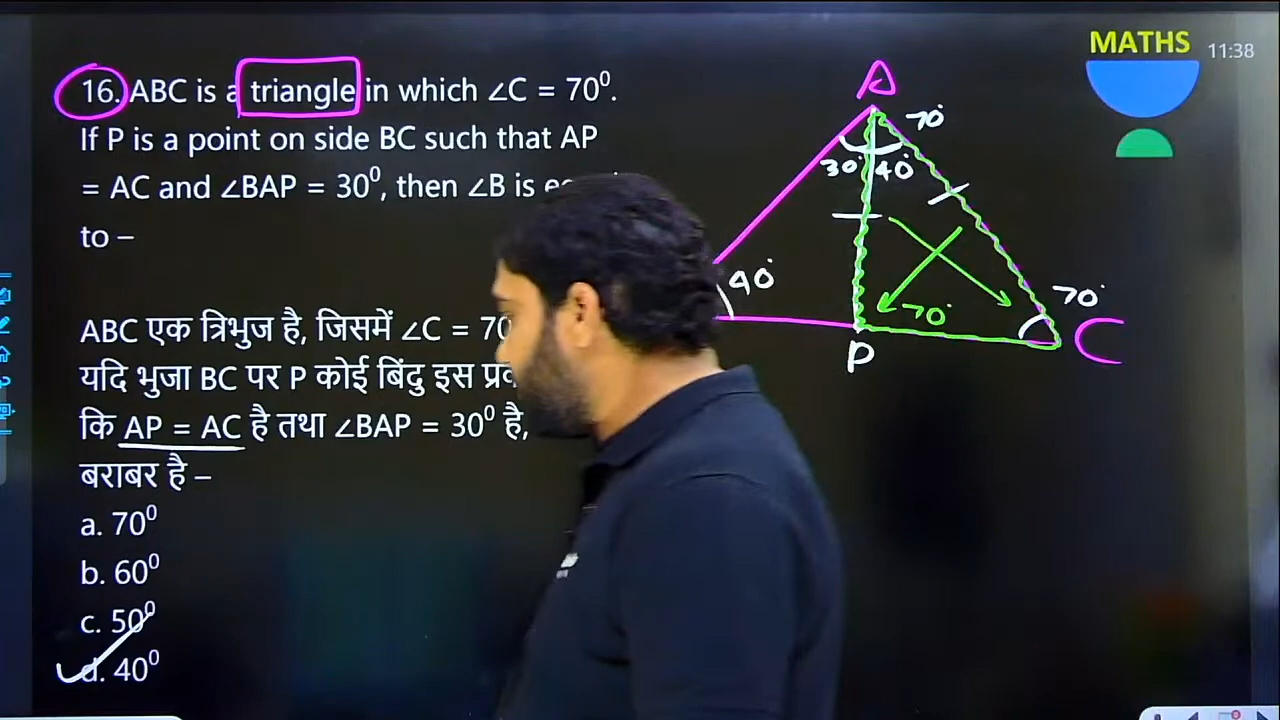 MATHS
11:38
16. ABC is a triangle in which ∠C = 70⁰.
If P is a point on side BC such that AP
= AC and ∠BAP = 30⁰, then ∠B is
to –
ABC एक त्रिभुज है, जिसमें ∠C = 70
यदि भुजा BC पर P कोई बिंदु इस
कि AP = AC है तथा ∠BAP = 30⁰ है,
बराबर है –
a. 70⁰
b. 60⁰
c. 50⁰
d. 40⁰
A
70°
30° 40°
40°
70°
70°
P
C